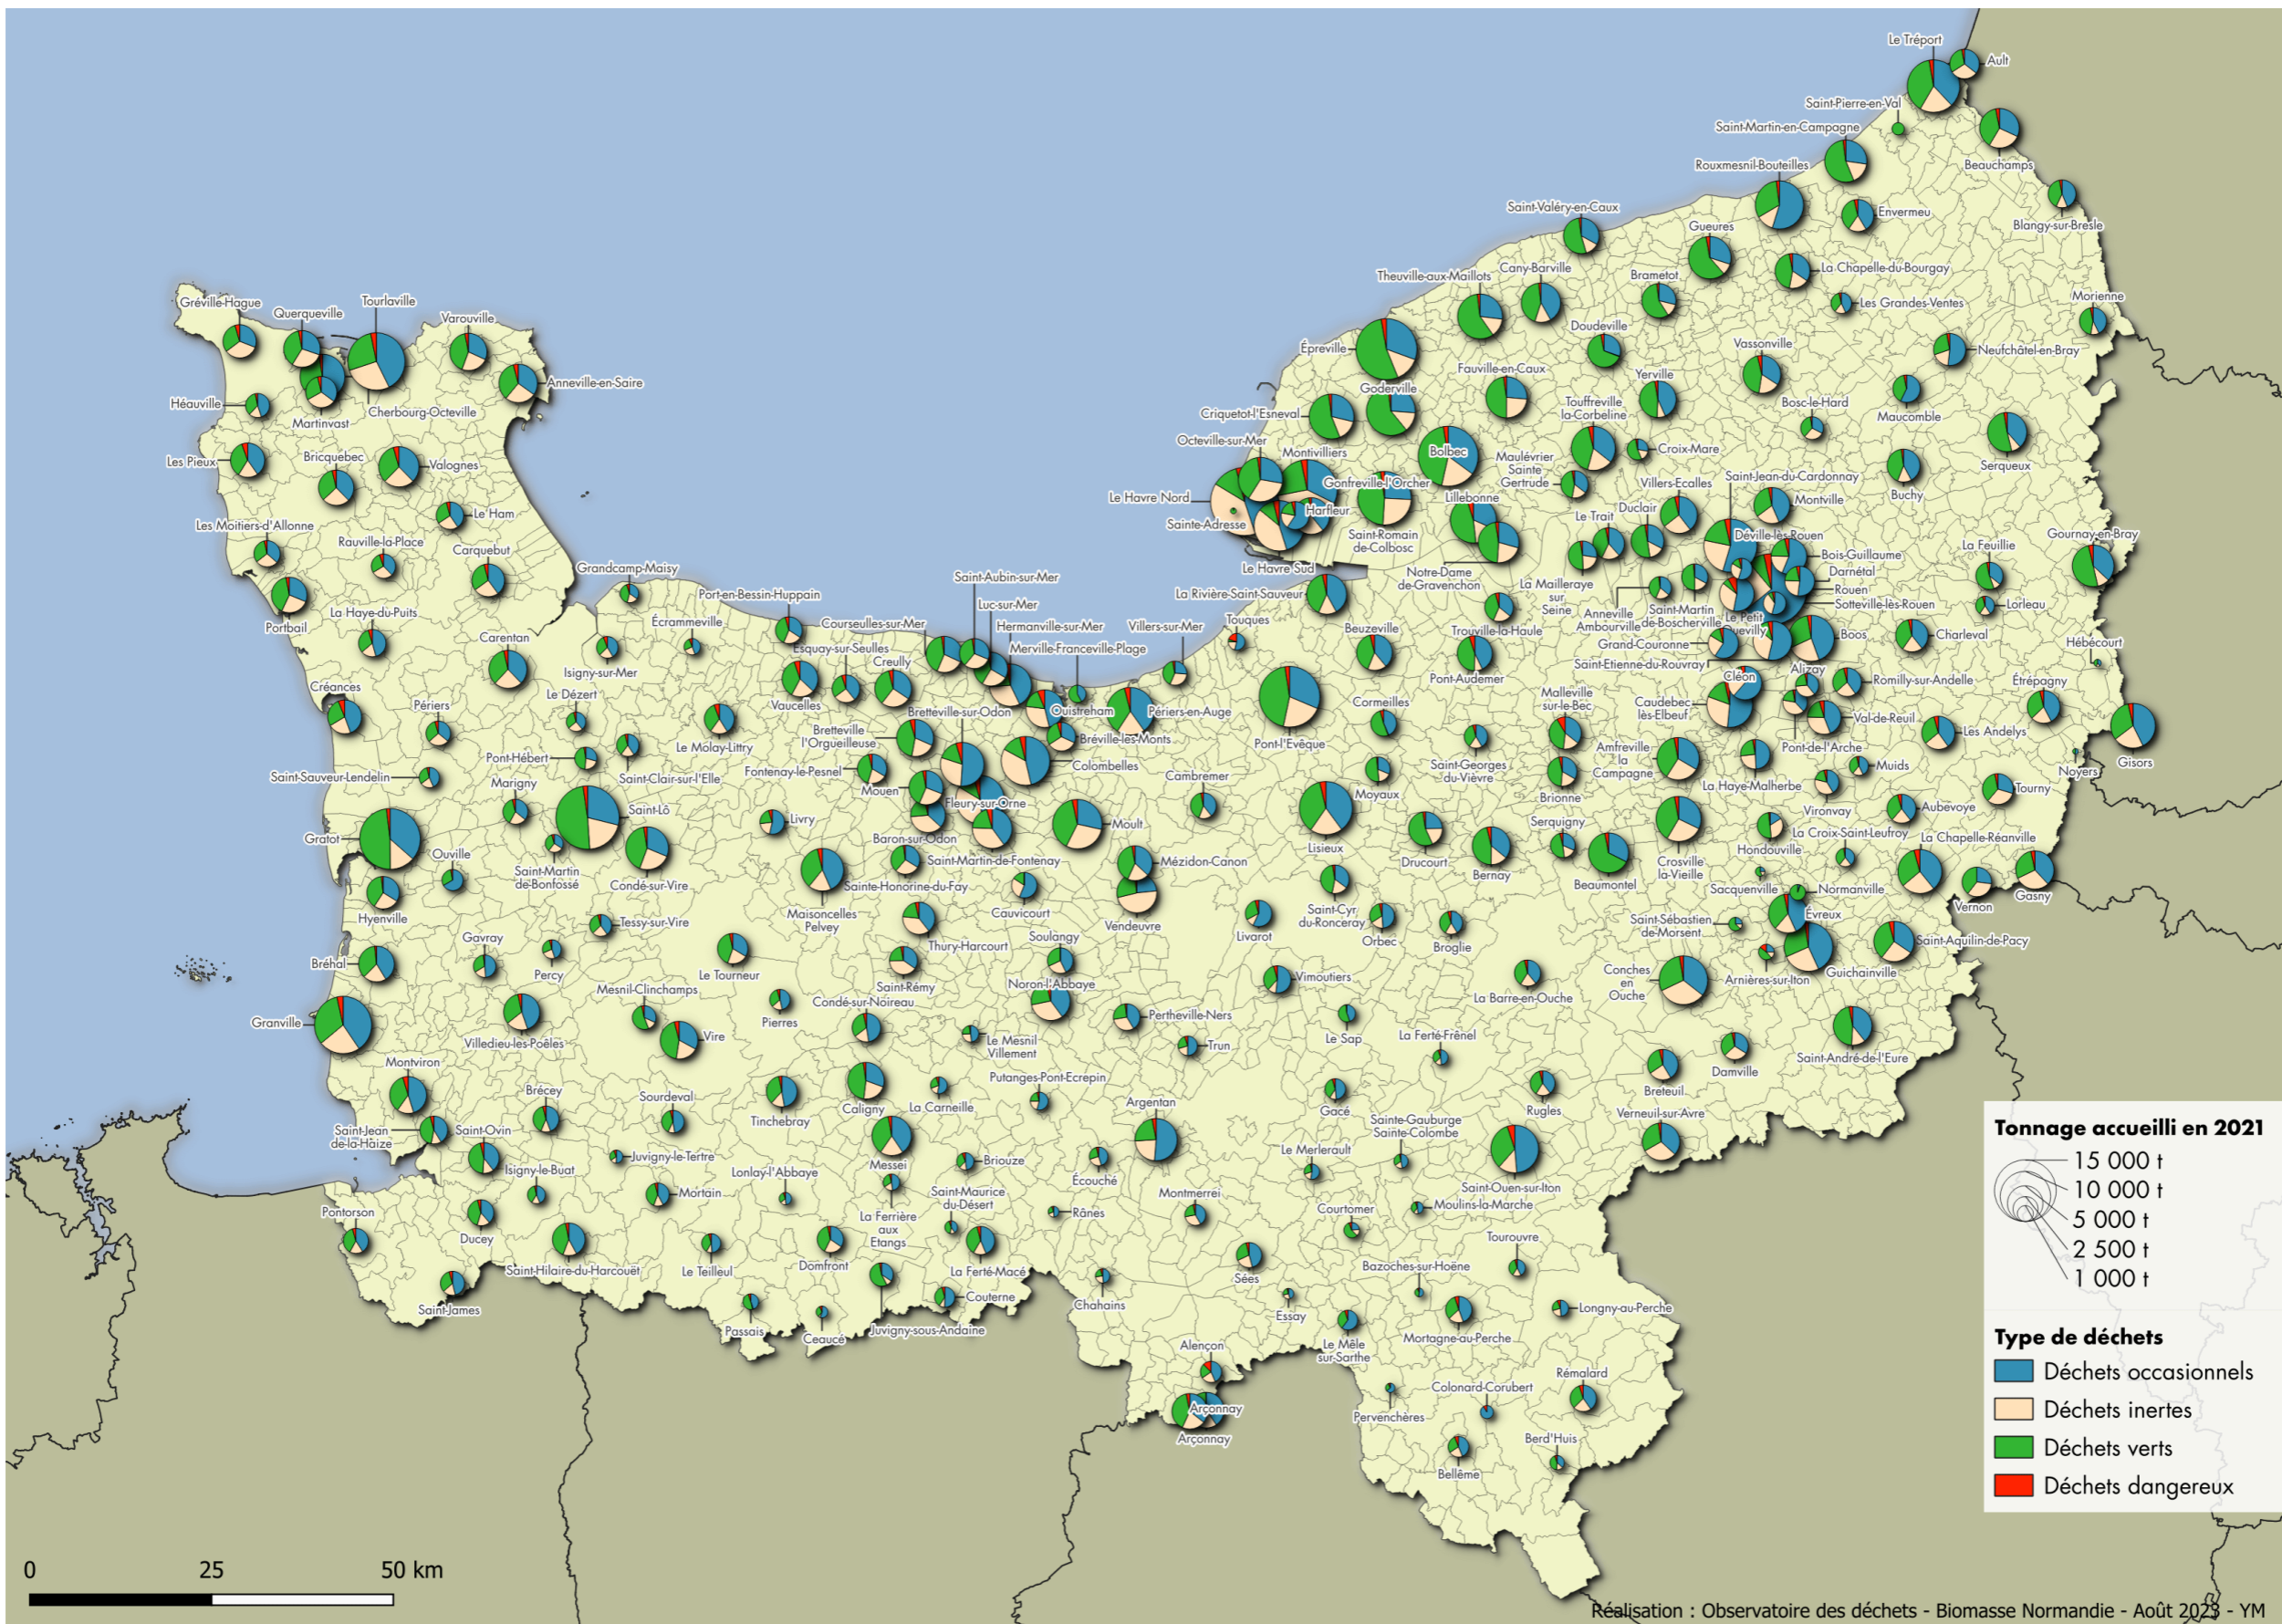 Le Tréport
Ault
Saint-Pierre-en-Val
Saint-Martin-en-Campagne
Beauchamps
Rouxmesnil-Bouteilles
Saint-Valéry-en-Caux
Envermeu
Blangy-sur-Bresle
Gueures
Theuville-aux-Maillots
Cany-Barville
Brametot
La Chapelle-du-Bourgay
Les Grandes-Ventes
Morienne
Gréville-Hague
Querqueville
Tourlaville
Varouville
Épreville
Doudeville
Vassonville
Neufchâtel-en-Bray
Fauville-en-Caux
Yerville
Anneville-en-Saire
Goderville
Héauville
Martinvast
Cherbourg-Octeville
Criquetot-l'Esneval
Touffreville
la-Corbeline
Bosc-le-Hard
Maucomble
Octeville-sur-Mer
Montivilliers
Bolbec
Croix-Mare
Serqueux
Les Pieux
Bricquebec
Valognes
Maulévrier
Sainte
Gertrude
Saint-Jean-du-Cardonnay
Buchy
Gonfreville-l'Orcher
Villers-Ecalles
Montville
Le Havre Nord
Harfleur
Lillebonne
Le Trait
Duclair
Sainte-Adresse
Les Moitiers-d'Allonne
Le Ham
Saint-Romain
de-Colbosc
Déville-lès-Rouen
Gournay-en-Bray
Rauville-la-Place
Carquebut
La Feuillie
Bois-Guillaume
Grandcamp-Maisy
Le Havre Sud
Notre-Dame
de-Gravenchon
La Mailleraye
sur
Seine
Darnétal
Rouen
Saint-Aubin-sur-Mer
La Rivière-Saint-Sauveur
Port-en-Bessin-Huppain
Luc-sur-Mer
Anneville
Ambourville
Saint-Martin
de-Boscherville
Sotteville-lès-Rouen
Lorleau
Portbail
La Haye-du-Puits
Écrammeville
Courseulles-sur-Mer
Hermanville-sur-Mer
Villers-sur-Mer
Touques
Beuzeville
Trouville-la-Haule
Le Petit
Quevilly
Grand-Couronne
Boos
Charleval
Carentan
Merville-Franceville-Plage
Hébécourt
Isigny-sur-Mer
Esquay-sur-Seulles
Creully
Pont-Audemer
Saint-Etienne-du-Rouvray
Alizay
Cléon
Romilly-sur-Andelle
Étrépagny
Créances
Le Dézert
Vaucelles
Bretteville-sur-Odon
Ouistreham
Périers-en-Auge
Cormeilles
Malleville
sur-le-Bec
Caudebec
lès-Elbeuf
Périers
Le Molay-Littry
Bretteville
l'Orgueilleuse
Bréville-les-Monts
Pont-l'Evêque
Val-de-Reuil
Les Andelys
Pont-Hébert
Saint-Clair-sur-l'Elle
Saint-Georges
du-Vièvre
Amfreville
la
Campagne
Pont-de-l'Arche
Gisors
Saint-Sauveur-Lendelin
Fontenay-le-Pesnel
Colombelles
Cambremer
Muids
Noyers
Marigny
Mouen
Moyaux
La Haye-Malherbe
Brionne
Vironvay
Tourny
Saint-Lô
Livry
Fleury-sur-Orne
Moult
Aubevoye
Gratot
Ouville
Baron-sur-Odon
Lisieux
Serquigny
La Croix-Saint-Leufroy
Hondouville
La Chapelle-Réanville
Saint-Martin
de-Bonfossé
Condé-sur-Vire
Saint-Martin-de-Fontenay
Mézidon-Canon
Drucourt
Bernay
Crosville
la-Vieille
Hyenville
Maisoncelles
Pelvey
Sainte-Honorine-du-Fay
Beaumontel
Sacquenville
Normanville
Vernon
Gasny
Cauvicourt
Vendeuvre
Saint-Cyr
du-Ronceray
Tessy-sur-Vire
Thury-Harcourt
Livarot
Orbec
Broglie
Saint-Sébastien
de-Morsent
Évreux
Gavray
Soulangy
Saint-Aquilin-de-Pacy
Bréhal
Percy
Le Tourneur
Saint-Rémy
Noron-l'Abbaye
Vimoutiers
La Barre-en-Ouche
Conches
en
Ouche
Arnières-sur-Iton
Guichainville
Granville
Mesnil-Clinchamps
Condé-sur-Noireau
Pierres
Pertheville-Ners
Villedieu-les-Poêles
Vire
Le Mesnil
Villement
Trun
Le Sap
La Ferté-Frênel
Saint-André-de-l'Eure
Montviron
Putanges-Pont-Ecrepin
Damville
Breteuil
Brécey
Sourdeval
Tinchebray
Caligny
La Carneille
Argentan
Gacé
Sainte-Gauburge
Sainte-Colombe
Rugles
Verneuil-sur-Avre
Saint-Jean
de-la-Haize
Saint-Ovin
Le Merlerault
Isigny-le-Buat
Juvigny-le-Tertre
Lonlay-l'Abbaye
Messei
Briouze
Écouché
Saint-Ouen-sur-Iton
Mortain
Saint-Maurice
du-Désert
Montmerrei
Pontorson
La Ferrière
aux
Etangs
Rânes
Courtomer
Moulins-la-Marche
Ducey
Tourouvre
Saint-Hilaire-du-Harcouët
Le Teilleul
Domfront
La Ferté-Macé
Sées
Bazoches-sur-Hoëne
Saint-James
Couterne
Chahains
Essay
Longny-au-Perche
Passais
Ceaucé
Juvigny-sous-Andaine
Mortagne-au-Perche
Le Mêle
sur-Sarthe
Alençon
Rémalard
Colonard-Corubert
Arçonnay
Pervenchères
Arçonnay
Berd'Huis
Bellême
Tonnage accueilli en 2021
15 000 t
10 000 t
5 000 t
2 500 t
1 000 t
Type de déchets
Déchets occasionnels
Déchets inertes
Déchets verts
Déchets dangereux
0 25 50 km
Réalisation : Observatoire des déchets - Biomasse Normandie - Août 2023 - YM